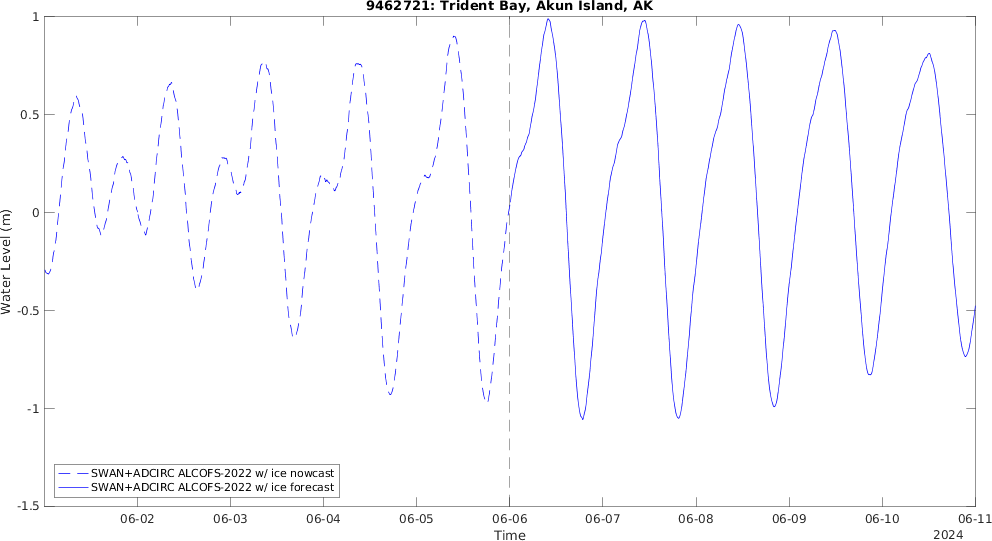 9462721: Trident Bay, Akun Island, AK
1
0.5
0
-0.5
-1
-1.5
Water Level (m)
SWAN+ADCIRC ALCOFS-2022 w/ ice nowcast
SWAN+ADCIRC ALCOFS-2022 w/ ice forecast
06-02 06-03 06-04 06-05 06-06 06-07 06-08 06-09 06-10 06-11
Time
2024